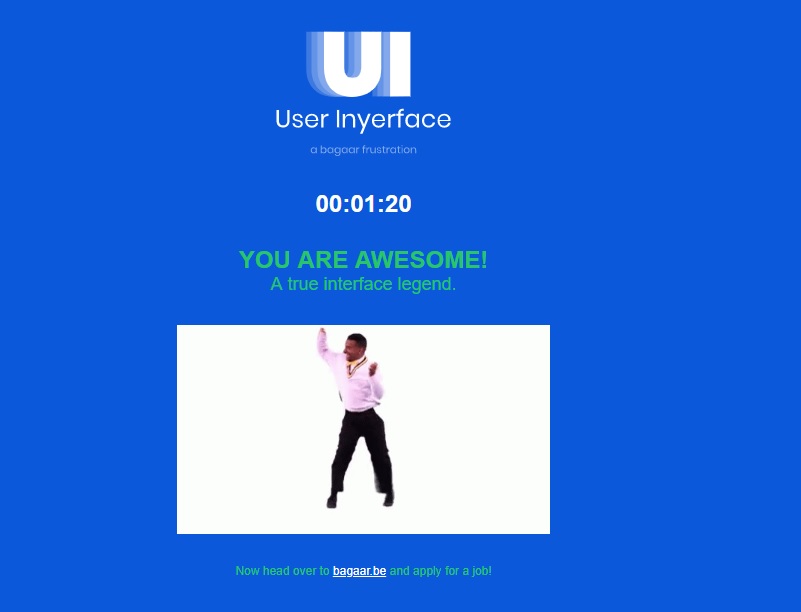 UI
User Inyerface
a bagaar frustration
00:01:20
YOU ARE AWESOME!
A true interface legend.
Now head over to bagaar.be and apply for a job!